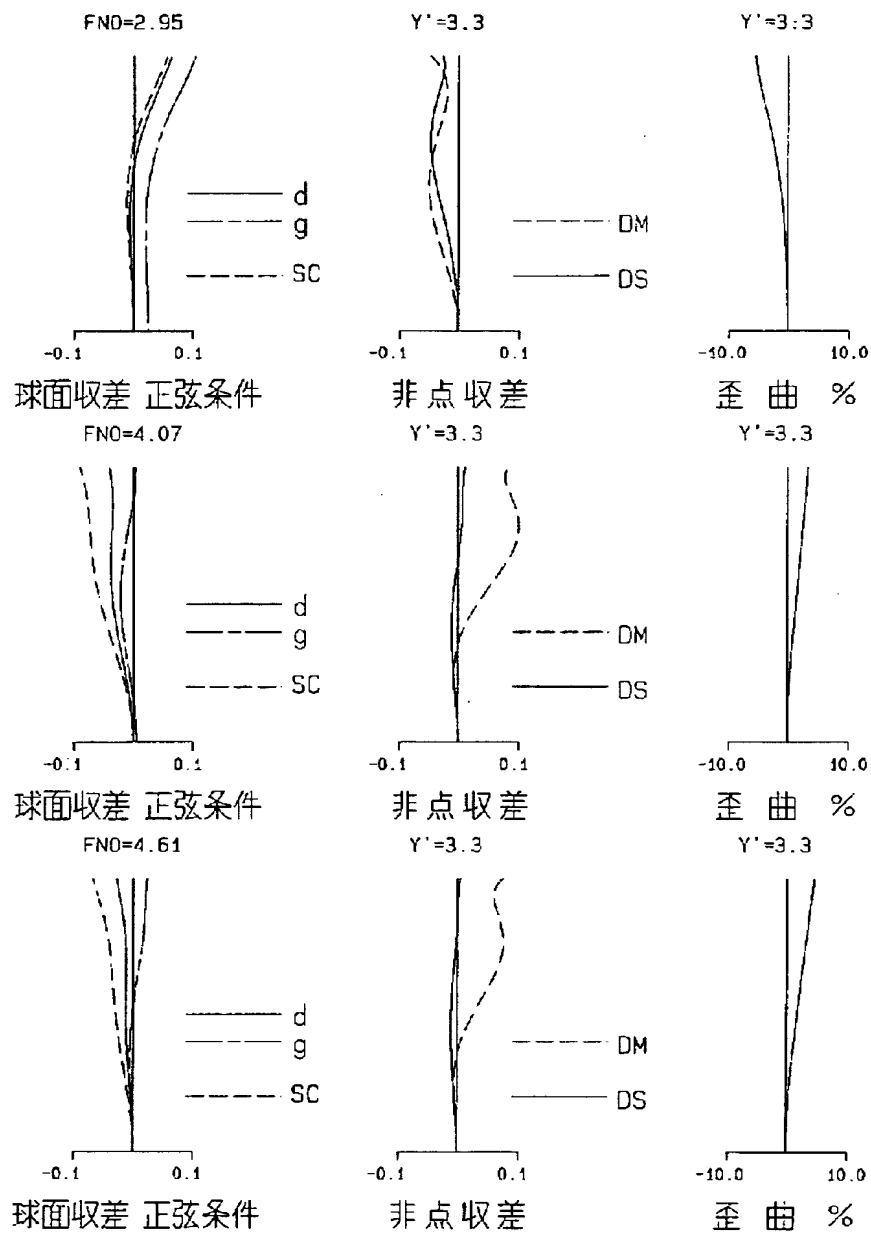 FNO=2.95 Y'=3.3 Y'=3.3
d
g DM
SC DS
-0.1 0.1 -0.1 0.1 -10.0 10.0
球面収差 正弦条件 非点収差 歪曲 %
FNO=4.07 Y'=3.3 Y'=3.3
d
g DM
SC DS
-0.1 0.1 -0.1 0.1 -10.0 10.0
球面収差 正弦条件 非点収差 歪曲 %
FNO=4.61 Y'=3.3 Y'=3.3
d
g DM
SC DS
-0.1 0.1 -0.1 0.1 -10.0 10.0
球面収差 正弦条件 非点収差 歪曲 %